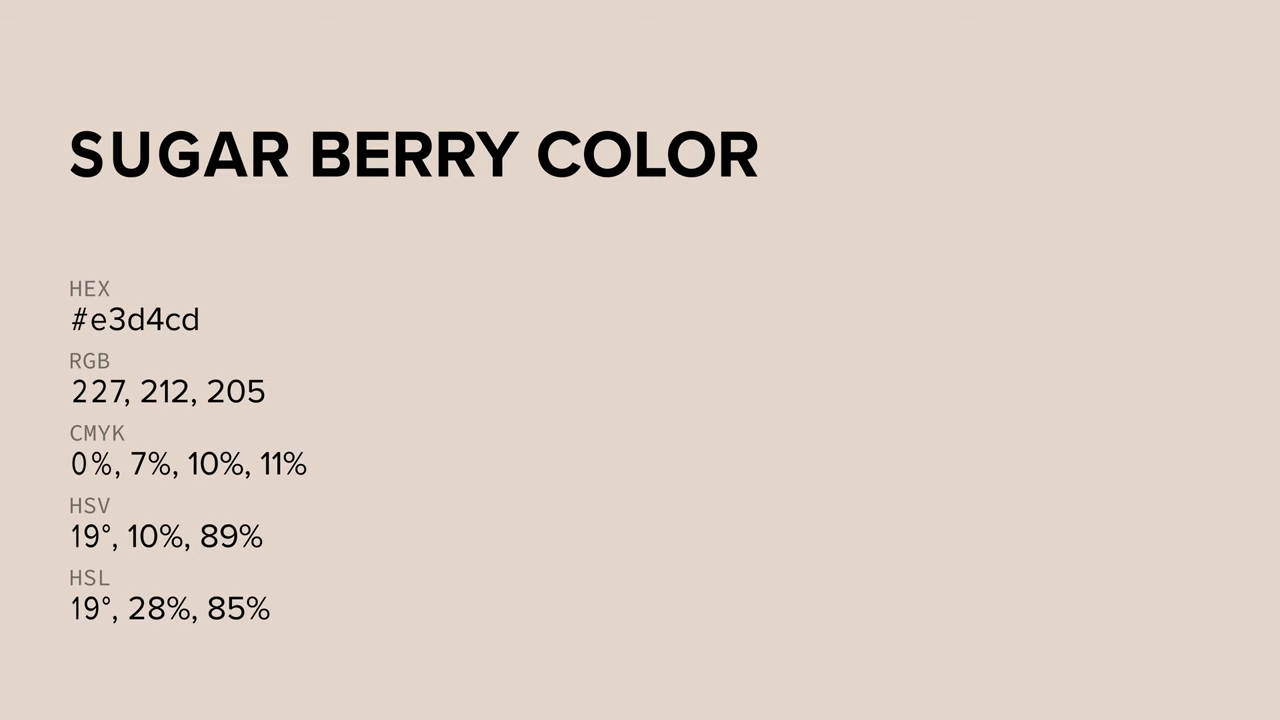 SUGAR BERRY COLOR
HEX
#e3d4cd
RGB
227, 212, 205
CMYK
0%, 7%, 10%, 11%
HSV
19°, 10%, 89%
HSL
19°, 28%, 85%